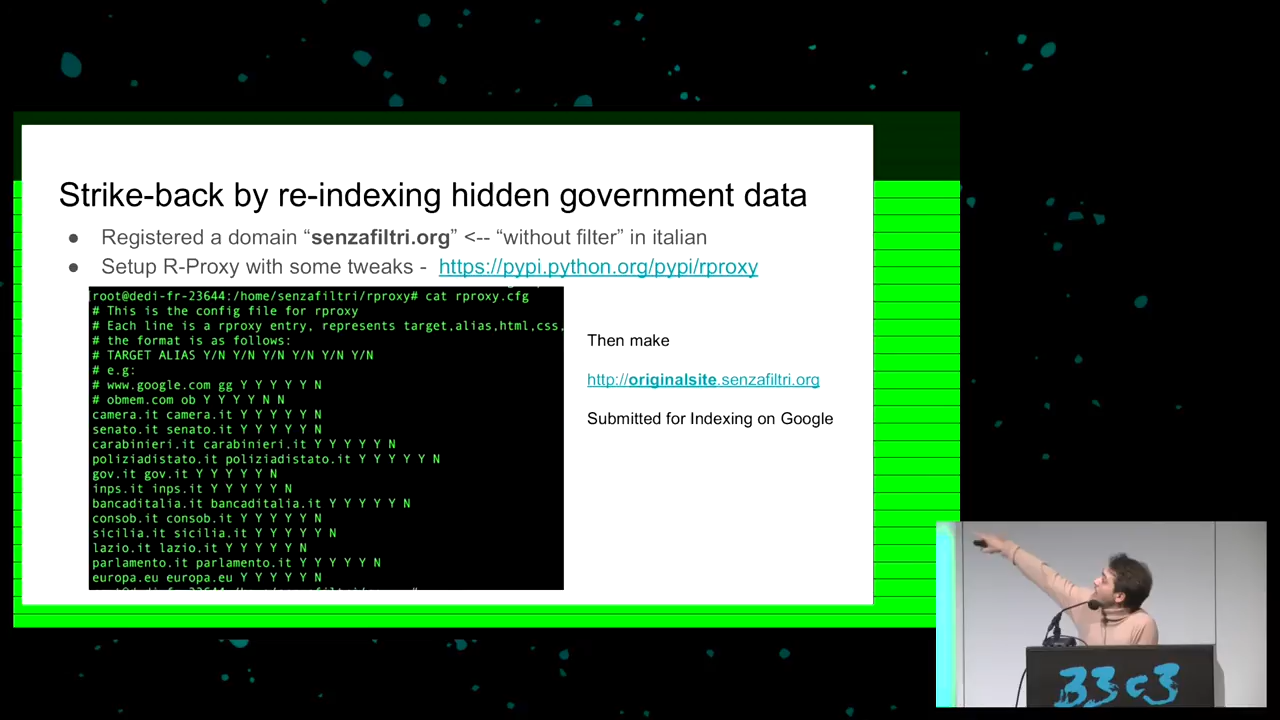 Strike-back by re-indexing hidden government data
● Registered a domain “senzafiltri.org” <-- “without filter” in italian
● Setup R-Proxy with some tweaks - https://pypi.python.org/pypi/rproxy
root@dedi-fr-23644:/home/senzafiltri/rproxy# cat rproxy.cfg
# This is the config file for rproxy
# Each line is a rproxy entry, represents target,alias,html,css,
# the format is as follows:
# TARGET ALIAS Y/N Y/N Y/N Y/N Y/N Y/N
# e.g:
# www.google.com gg Y Y Y Y Y N
# obmem.com ob Y Y Y Y N N
camera.it camera.it Y Y Y Y Y N
senato.it senato.it Y Y Y Y Y N
carabinieri.it carabinieri.it Y Y Y Y Y N
poliziadistato.it poliziadistato.it Y Y Y Y Y N
gov.it gov.it Y Y Y Y Y N
inps.it inps.it Y Y Y Y Y N
bancaditalia.it bancaditalia.it Y Y Y Y Y N
consob.it consob.it Y Y Y Y Y N
sicilia.it sicilia.it Y Y Y Y Y N
lazio.it lazio.it Y Y Y Y Y N
parlamento.it parlamento.it Y Y Y Y Y N
europa.eu europa.eu Y Y Y Y Y N
Then make
http://originalsite.senzafiltri.org
Submitted for Indexing on Google
33c3